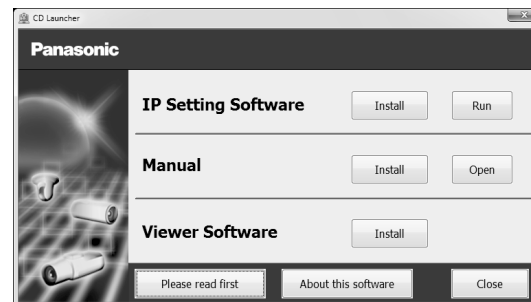 CD Launcher
Panasonic
IP Setting Software Install Run
Manual Install Open
Viewer Software Install
Please read first About this software Close